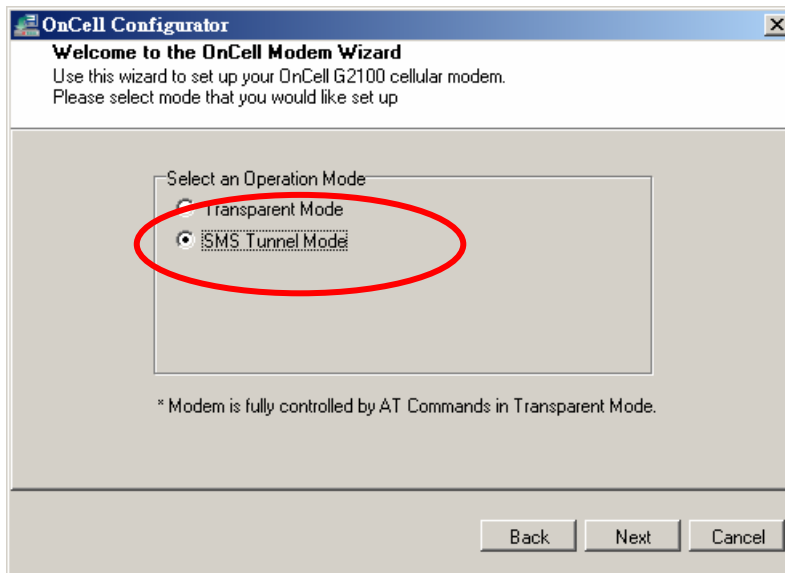 OnCell Configurator
Welcome to the OnCell Modem Wizard
Use this wizard to set up your OnCell G2100 cellular modem.
Please select mode that you would like set up
Select an Operation Mode
Transparent Mode
SMS Tunnel Mode
* Modem is fully controlled by AT Commands in Transparent Mode.
Back Next Cancel